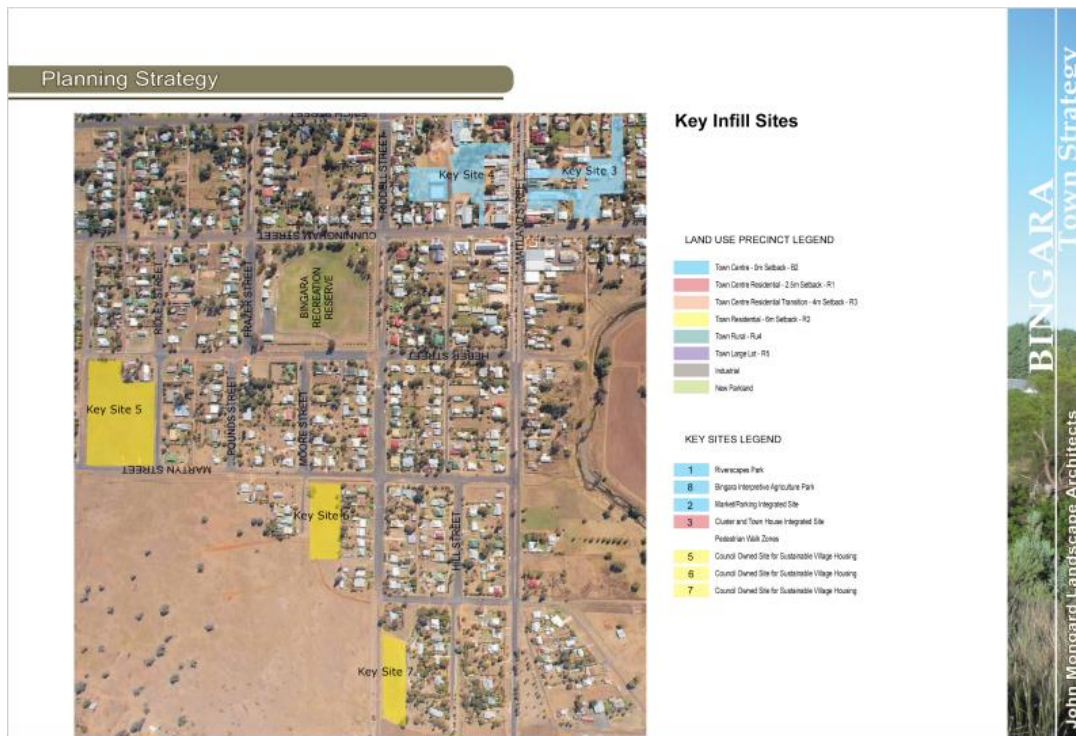 Planning Strategy
Key Infill Sites
RIDDELL STREET
Key Site
Key Site 3
MAITLAND STREET
CUNNINGHAM STREET
BINGARA
RECREATION
RESERVE
RIDLEY STREET
FRAZER STREET
HEBER STREET
Key Site 5
POUNDS STREET
MOORE STREET
MARTYN STREET
Key Site 6
HILL STREET
Key Site 7
LAND USE PRECINCT LEGEND
Town Centre - 0m Setback - B2
Town Centre Residential - 2.5m Setback - R1
Town Centre Residential Transition - 4m Setback - R3
Town Residential - 6m Setback - R2
Town Rural - Ru4
Town Large Lot - R5
Industrial
New Parkland
KEY SITES LEGEND
1 Riverscapes Park
8 Bingara Interpretive Agriculture Park
2 Market/Parking Integrated Site
3 Cluster and Town House Integrated Site
Pedestrian Walk Zones
5 Council Owned Site for Sustainable Village Housing
6 Council Owned Site for Sustainable Village Housing
7 Council Owned Site for Sustainable Village Housing
BINGARA
Town Strategy
John Mongard Landscape Architects